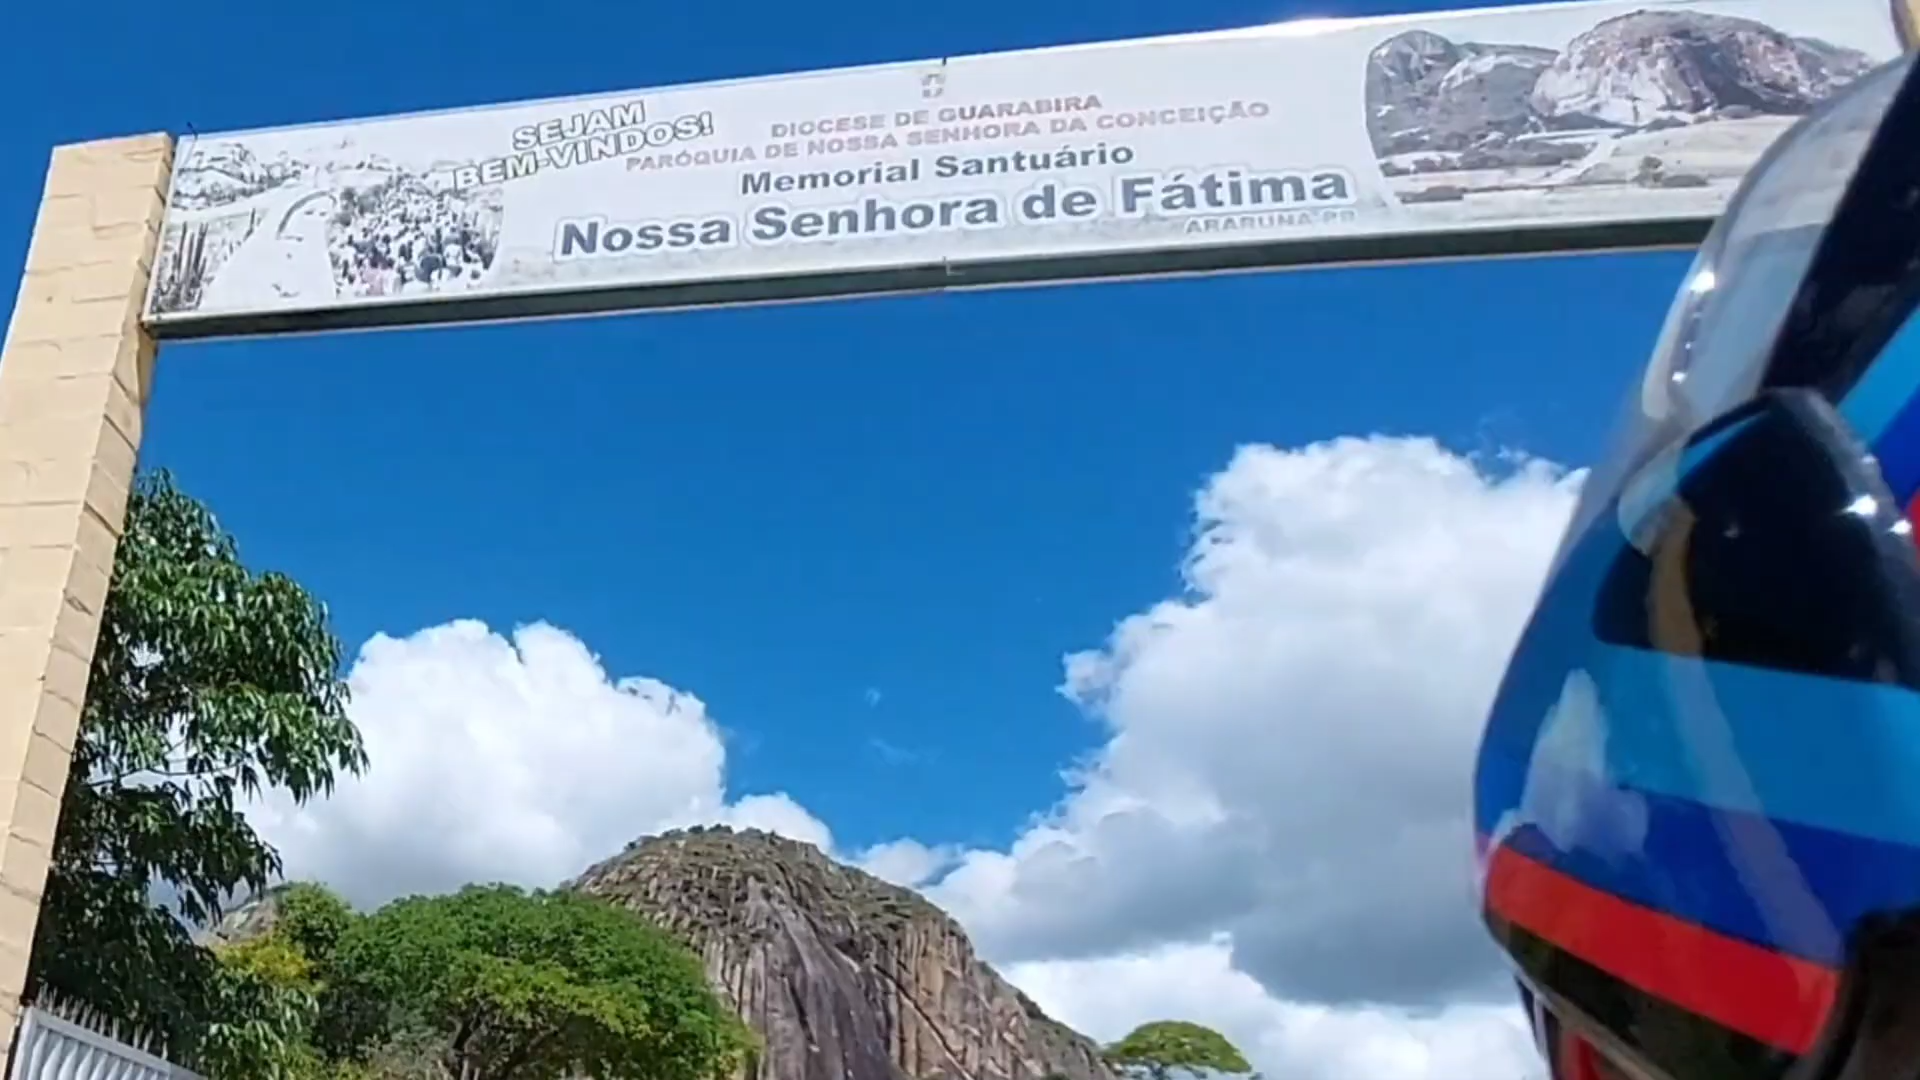 SEJAM
BEM-VINDOS!
DIOCESE DE GUARABIRA
PARÓQUIA DE NOSSA SENHORA DA CONCEIÇÃO
Memorial Santuário
Nossa Senhora de Fátima
ARARUNA-PB